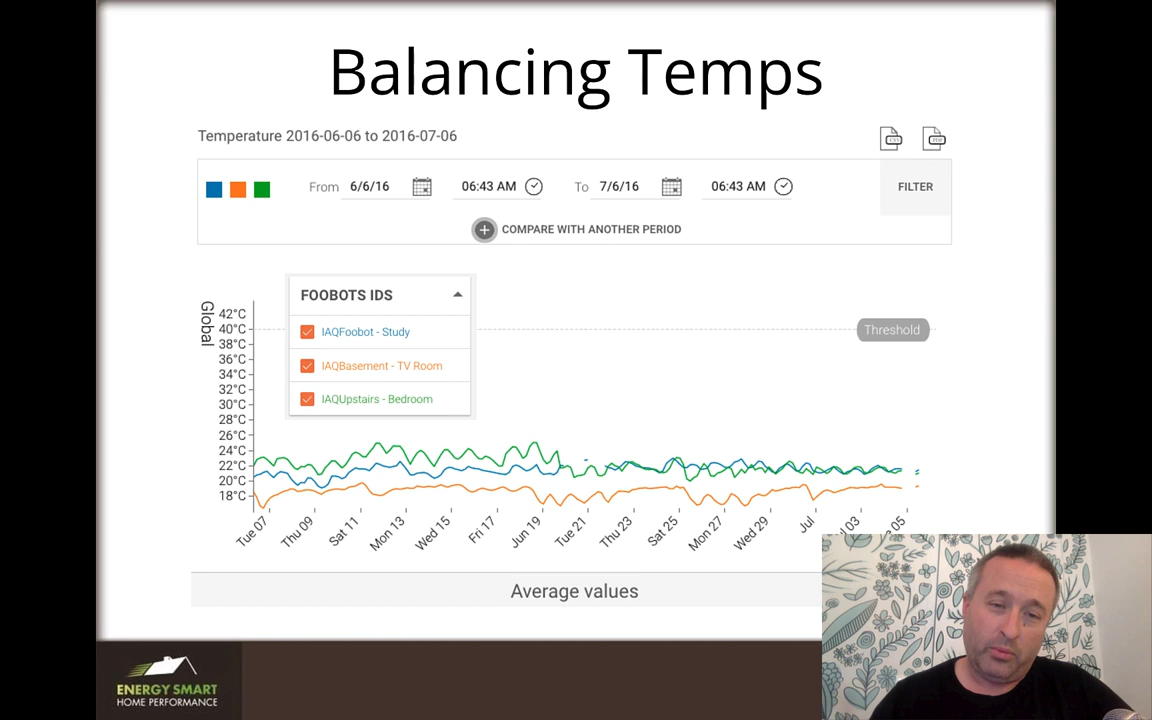 Balancing Temps
Temperature 2016-06-06 to 2016-07-06
CSV PDF
From 6/6/16 06:43 AM To 7/6/16 06:43 AM FILTER
COMPARE WITH ANOTHER PERIOD
Global
FOOBOTS IDS
IAQFoobot - Study
IAQBasement - TV Room
IAQUpstairs - Bedroom
Threshold
42°C
40°C
38°C
36°C
34°C
32°C
30°C
28°C
26°C
24°C
22°C
20°C
18°C
Tue 07 Thu 09 Sat 11 Mon 13 Wed 15 Fri 17 Jun 19 Tue 21 Thu 23 Sat 25 Mon 27 Wed 29 Jul 03 05
Average values
ENERGY SMART
HOME PERFORMANCE